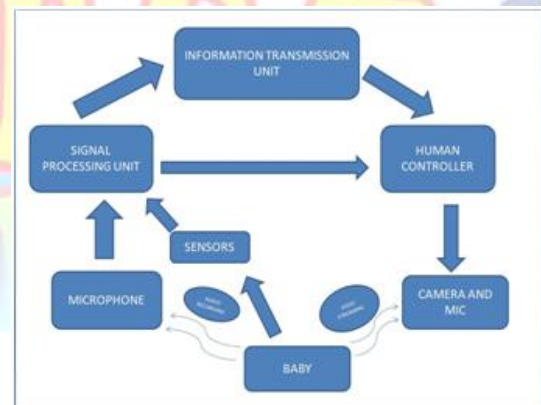 INFORMATION TRANSMISSION
UNIT
SIGNAL
PROCESSING UNIT
HUMAN
CONTROLLER
SENSORS
MICROPHONE
CAMERA AND
MIC
BABY